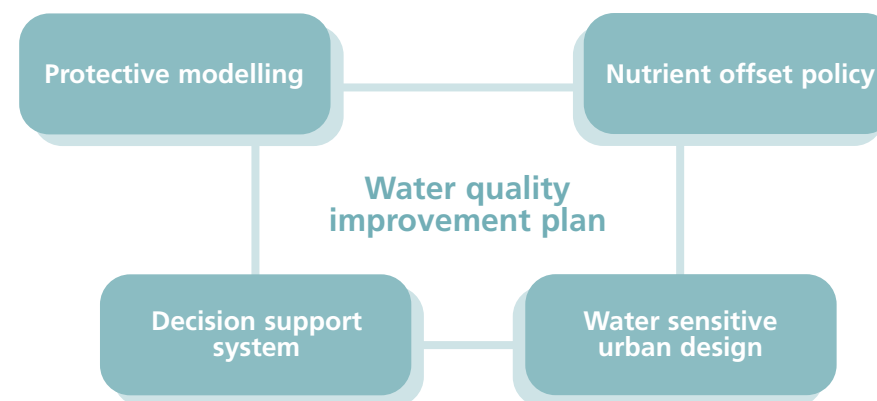 Protective modelling
Nutrient offset policy
Water quality
improvement plan
Decision support
system
Water sensitive
urban design